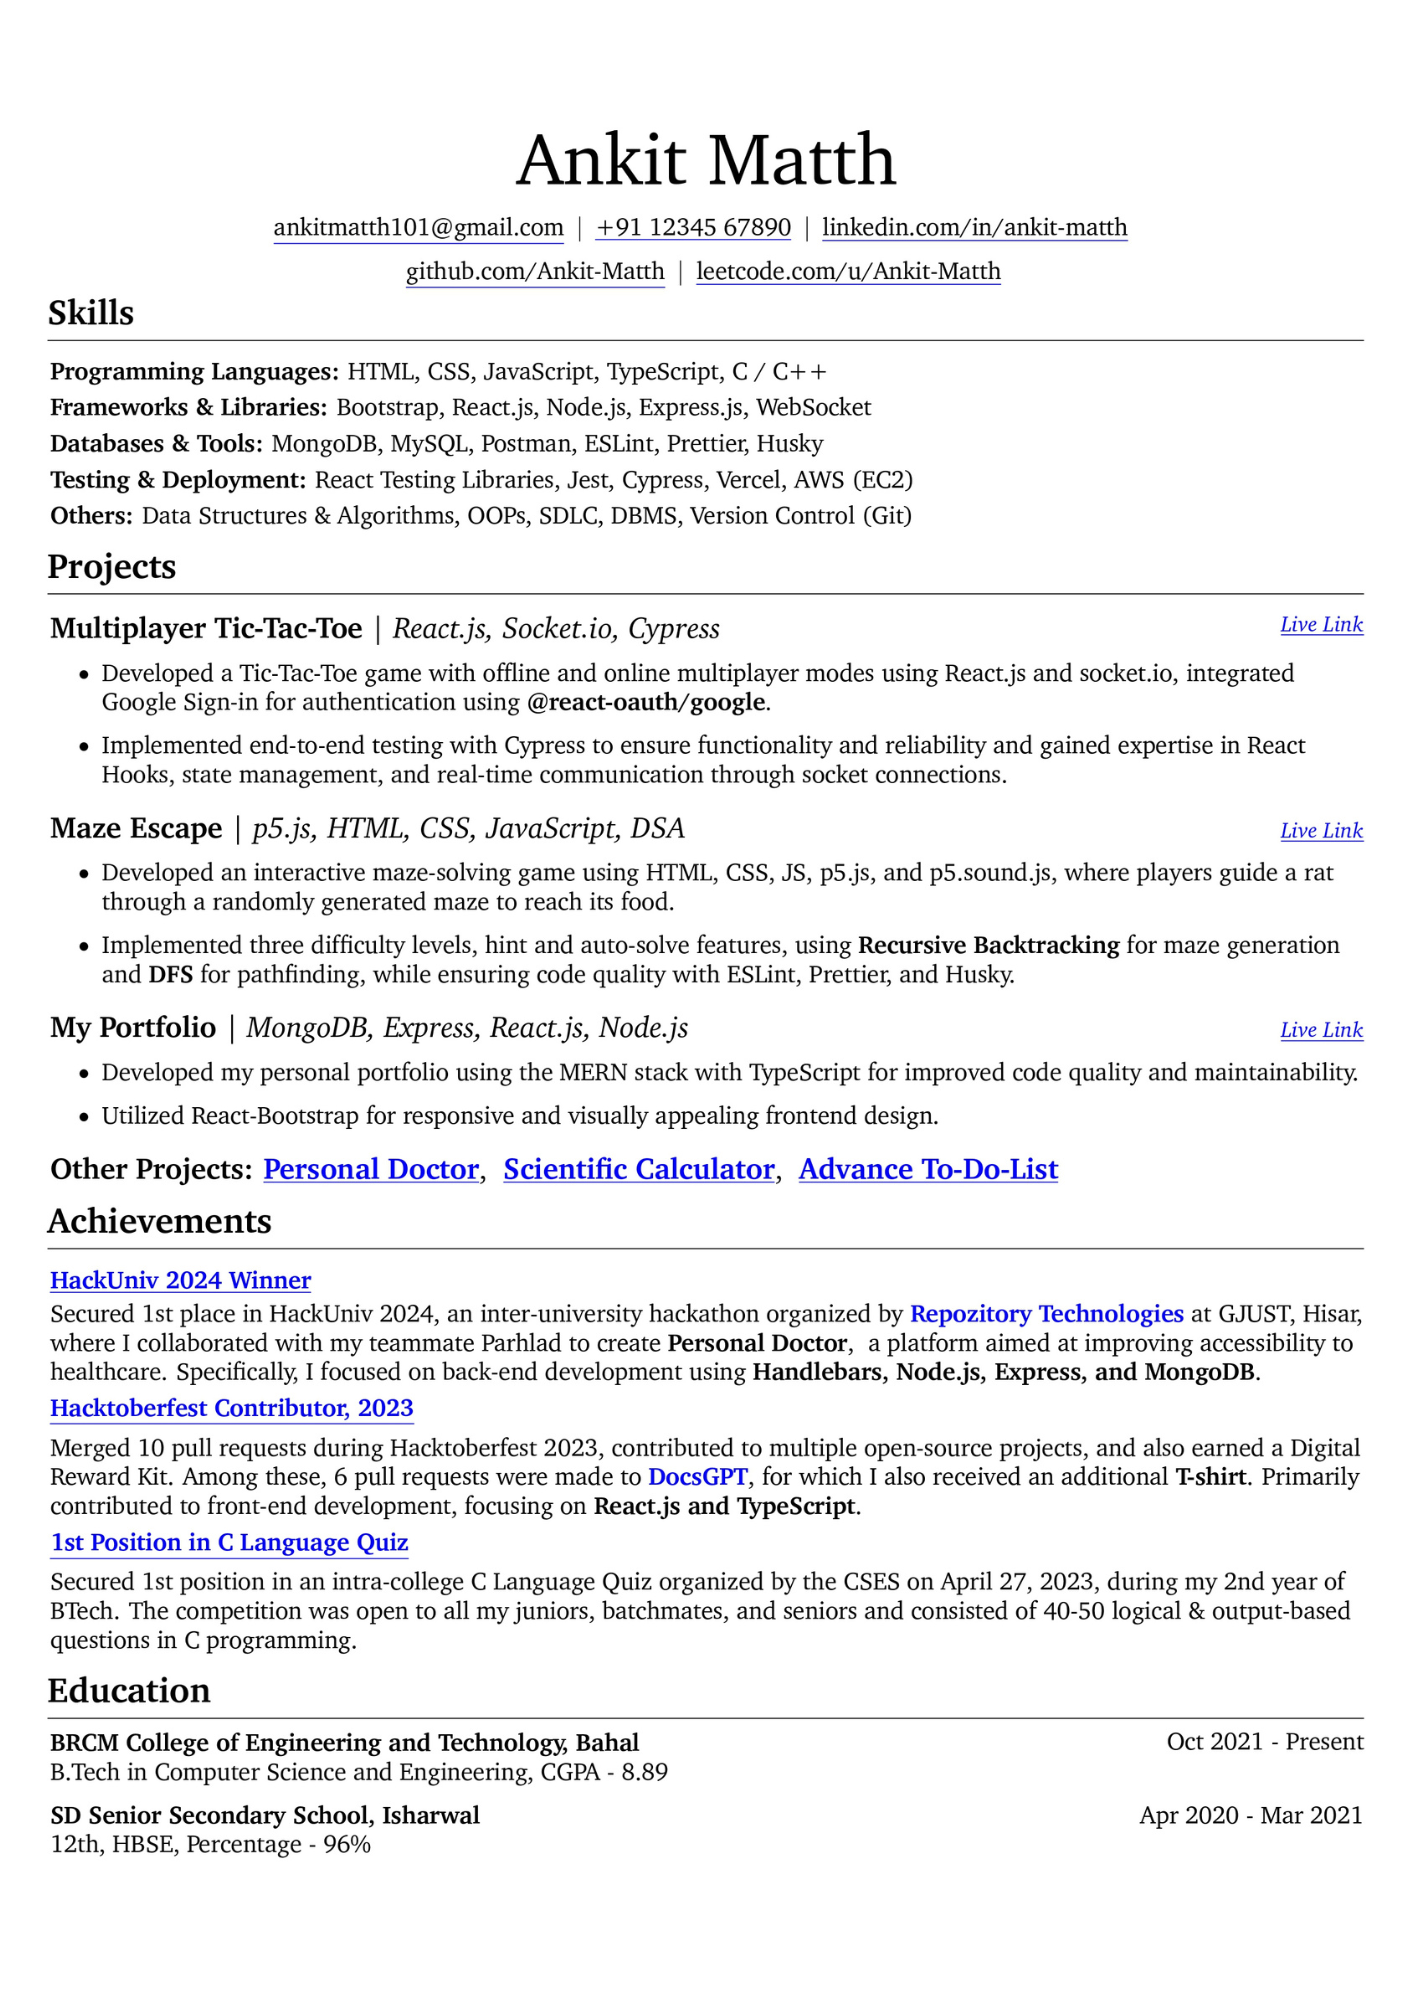 Ankit Matth
ankitmatth101@gmail.com | +91 12345 67890 | linkedin.com/in/ankit-matth
github.com/Ankit-Matth | leetcode.com/u/Ankit-Matth
Skills
Programming Languages: HTML, CSS, JavaScript, TypeScript, C / C++
Frameworks & Libraries: Bootstrap, React.js, Node.js, Express.js, WebSocket
Databases & Tools: MongoDB, MySQL, Postman, ESLint, Prettier, Husky
Testing & Deployment: React Testing Libraries, Jest, Cypress, Vercel, AWS (EC2)
Others: Data Structures & Algorithms, OOPs, SDLC, DBMS, Version Control (Git)
Projects
Multiplayer Tic-Tac-Toe | React.js, Socket.io, Cypress Live Link
• Developed a Tic-Tac-Toe game with offline and online multiplayer modes using React.js and socket.io, integrated
Google Sign-in for authentication using @react-oauth/google.
• Implemented end-to-end testing with Cypress to ensure functionality and reliability and gained expertise in React
Hooks, state management, and real-time communication through socket connections.
Maze Escape | p5.js, HTML, CSS, JavaScript, DSA Live Link
• Developed an interactive maze-solving game using HTML, CSS, JS, p5.js, and p5.sound.js, where players guide a rat
through a randomly generated maze to reach its food.
• Implemented three difficulty levels, hint and auto-solve features, using Recursive Backtracking for maze generation
and DFS for pathfinding, while ensuring code quality with ESLint, Prettier, and Husky.
My Portfolio | MongoDB, Express, React.js, Node.js Live Link
• Developed my personal portfolio using the MERN stack with TypeScript for improved code quality and maintainability.
• Utilized React-Bootstrap for responsive and visually appealing frontend design.
Other Projects: Personal Doctor, Scientific Calculator, Advance To-Do-List
Achievements
HackUniv 2024 Winner
Secured 1st place in HackUniv 2024, an inter-university hackathon organized by Repozitory Technologies at GJUST, Hisar,
where I collaborated with my teammate Parhlad to create Personal Doctor, a platform aimed at improving accessibility to
healthcare. Specifically, I focused on back-end development using Handlebars, Node.js, Express, and MongoDB.
Hacktoberfest Contributor, 2023
Merged 10 pull requests during Hacktoberfest 2023, contributed to multiple open-source projects, and also earned a Digital
Reward Kit. Among these, 6 pull requests were made to DocsGPT, for which I also received an additional T-shirt. Primarily
contributed to front-end development, focusing on React.js and TypeScript.
1st Position in C Language Quiz
Secured 1st position in an intra-college C Language Quiz organized by the CSES on April 27, 2023, during my 2nd year of
BTech. The competition was open to all my juniors, batchmates, and seniors and consisted of 40-50 logical & output-based
questions in C programming.
Education
BRCM College of Engineering and Technology, Bahal Oct 2021 - Present
B.Tech in Computer Science and Engineering, CGPA - 8.89
SD Senior Secondary School, Isharwal Apr 2020 - Mar 2021
12th, HBSE, Percentage - 96%